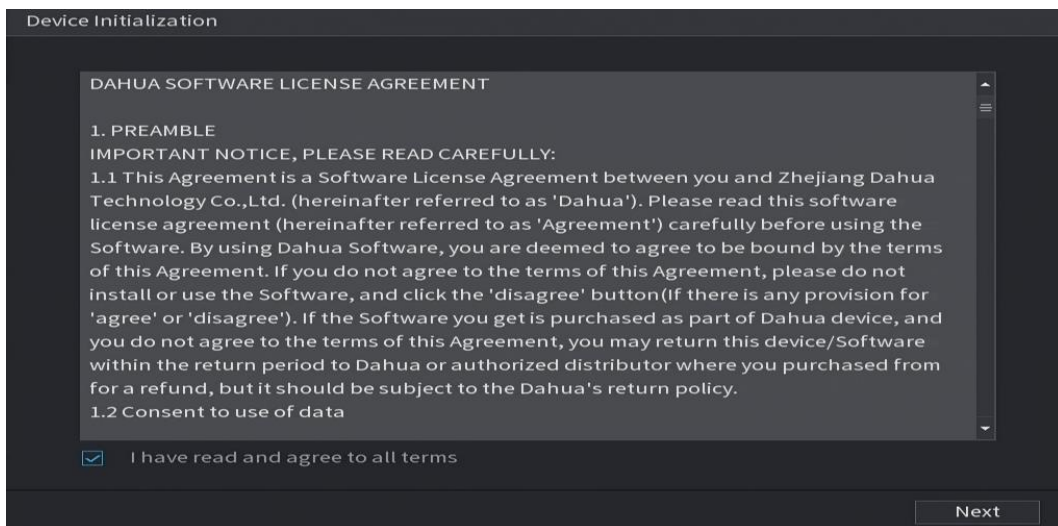 Device Initialization
DAHUA SOFTWARE LICENSE AGREEMENT
1. PREAMBLE
IMPORTANT NOTICE, PLEASE READ CAREFULLY:
1.1 This Agreement is a Software License Agreement between you and Zhejiang Dahua
Technology Co.,Ltd. (hereinafter referred to as 'Dahua'). Please read this software
license agreement (hereinafter referred to as 'Agreement') carefully before using the
Software. By using Dahua Software, you are deemed to agree to be bound by the terms
of this Agreement. If you do not agree to the terms of this Agreement, please do not
install or use the Software, and click the 'disagree' button(If there is any provision for
'agree' or 'disagree'). If the Software you get is purchased as part of Dahua device, and
you do not agree to the terms of this Agreement, you may return this device/Software
within the return period to Dahua or authorized distributor where you purchased from
for a refund, but it should be subject to the Dahua's return policy.
1.2 Consent to use of data
I have read and agree to all terms
Next